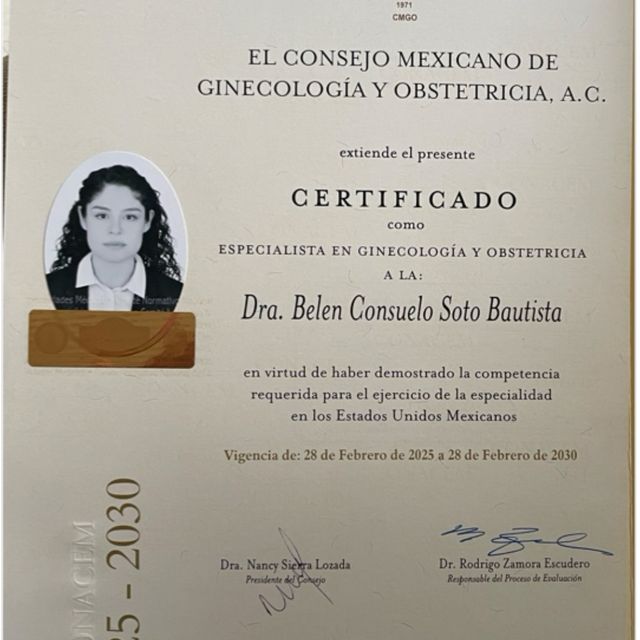 1971
CMGO
EL CONSEJO MEXICANO DE
GINECOLOGÍA Y OBSTETRICIA, A.C.
extiende el presente
CERTIFICADO
como
ESPECIALISTA EN GINECOLOGÍA Y OBSTETRICIA
A LA:
Dra. Belen Consuelo Soto Bautista
en virtud de haber demostrado la competencia
requerida para el ejercicio de la especialidad
en los Estados Unidos Mexicanos
Vigencia de: 28 de Febrero de 2025 a 28 de Febrero de 2030
Dra. Nancy Sierra Lozada
Presidente del Consejo
Dr. Rodrigo Zamora Escudero
Responsable del Proceso de Evaluación
25 - 2030